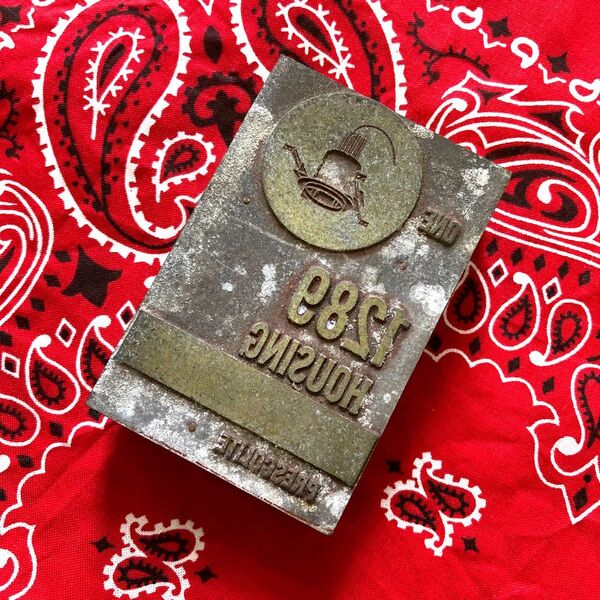 ONE
1289
HOUSING
PRESCOLITE